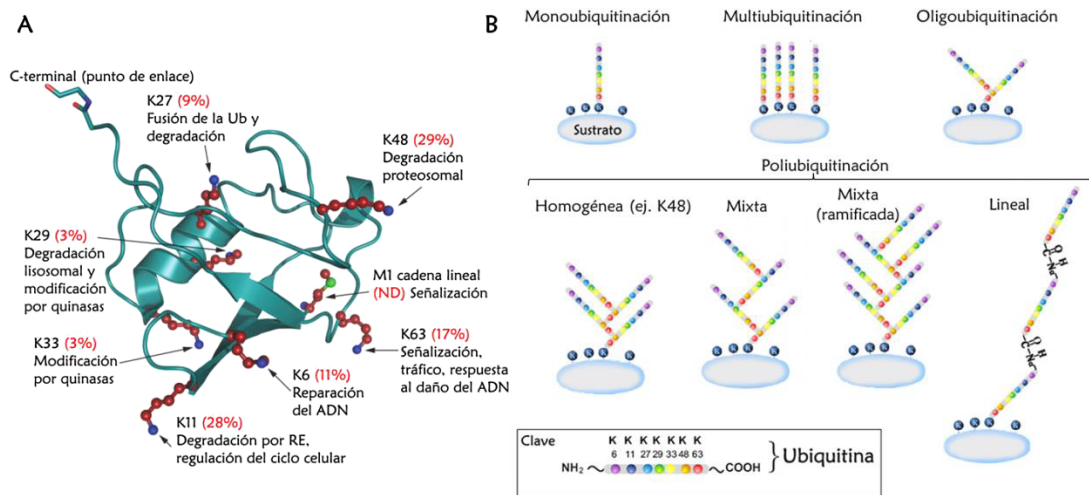 A
C-terminal (punto de enlace)
K27 (9%)
Fusión de la Ub y
degradación
K48 (29%)
Degradación
proteosomal
K29 (3%)
Degradación
lisosomal y
modificación
por quinasas
M1 cadena lineal
(ND) Señalización
K33 (3%)
Modificación
por quinasas
K63 (17%)
Señalización,
tráfico, respuesta
al daño del ADN
K6 (11%)
Reparación
del ADN
K11 (28%)
Degradación por RE,
regulación del ciclo celular
B
Monoubiquitinación
Multiubiquitinación
Oligoubiquitinación
K K K K
Sustrato
K K K K
K K K K
Poliubiquitinación
Homogénea (ej. K48)
Mixta
Mixta
(ramificada)
Lineal
O H
C N
O H
C N
K K K K
K K K K
K K K K
K K K K
Clave
K K K K K K K
6 11 27 29 33 48 63
NH2 COOH
Ubiquitina